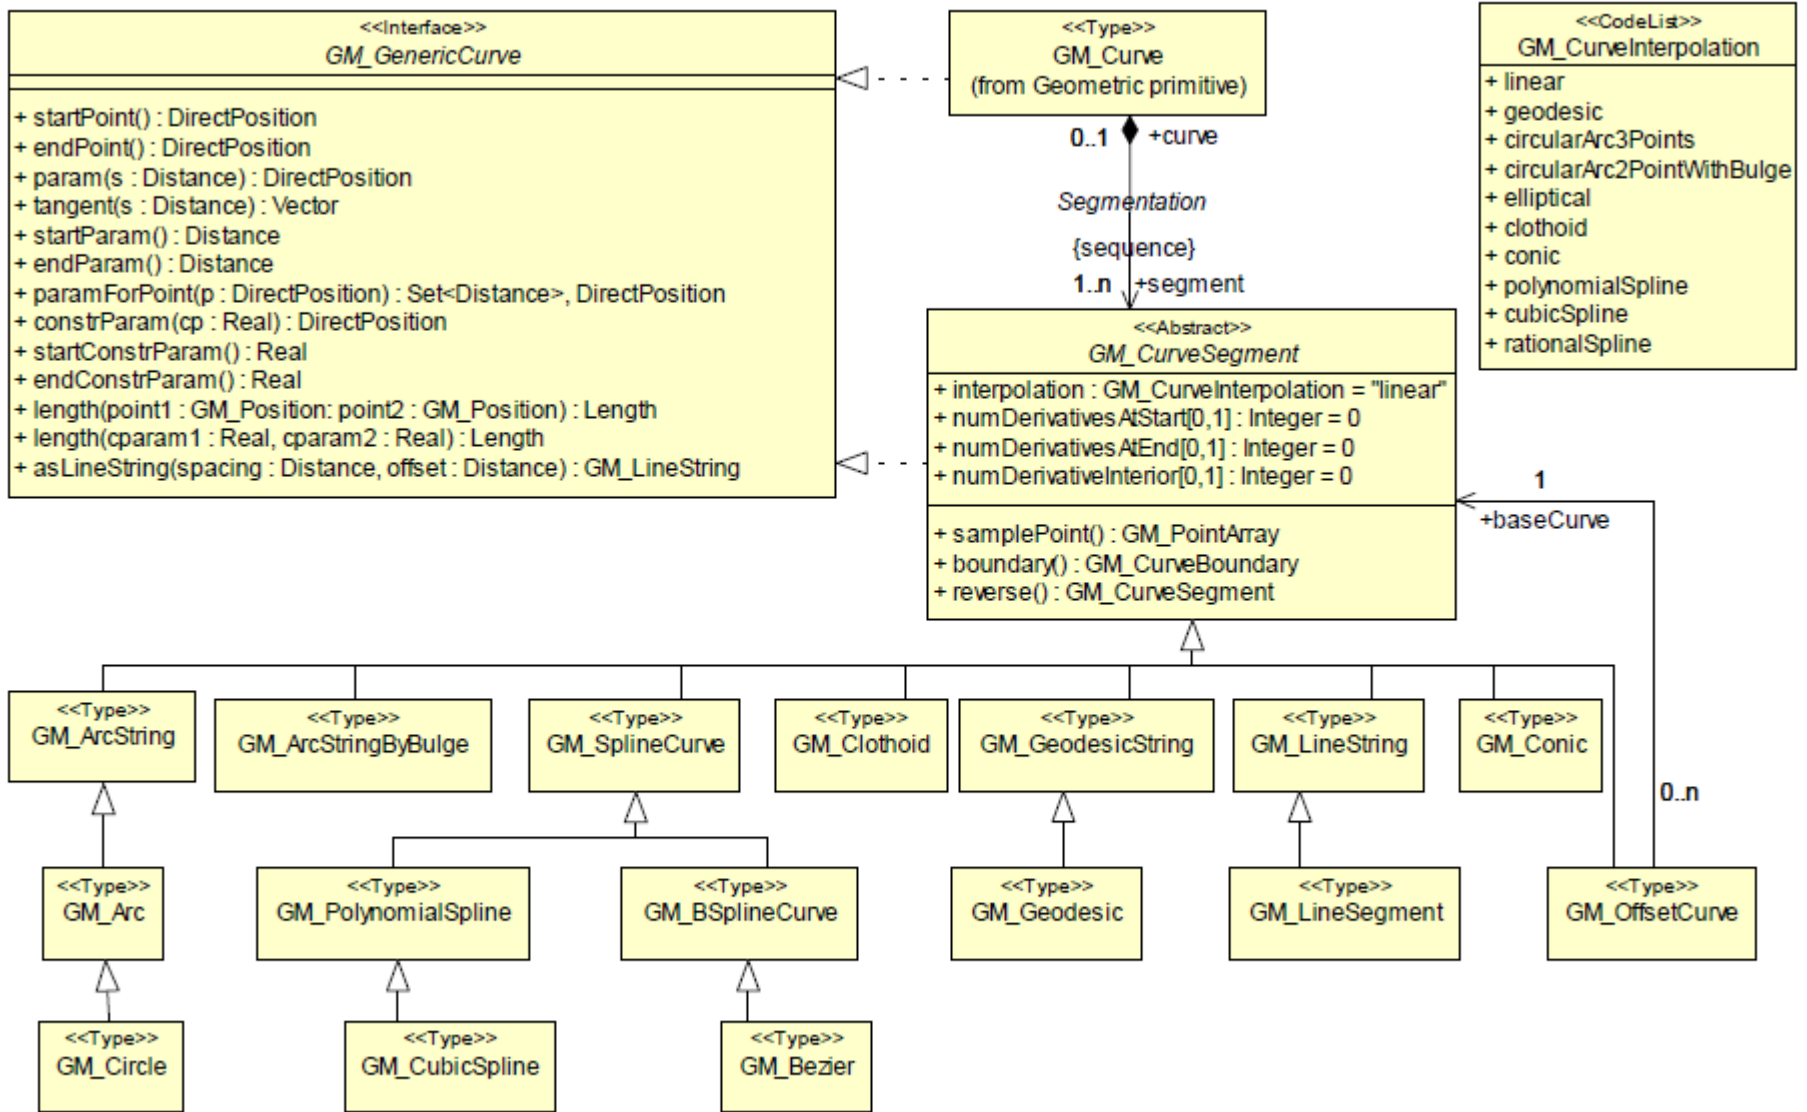 <<Interface>>
GM_GenericCurve
+ startPoint() : DirectPosition
+ endPoint() : DirectPosition
+ param(s : Distance) : DirectPosition
+ tangent(s : Distance) : Vector
+ startParam() : Distance
+ endParam() : Distance
+ paramForPoint(p : DirectPosition) : Set<Distance>, DirectPosition
+ constrParam(cp : Real) : DirectPosition
+ startConstrParam() : Real
+ endConstrParam() : Real
+ length(point1 : GM_Position: point2 : GM_Position) : Length
+ length(cparam1 : Real, cparam2 : Real) : Length
+ asLineString(spacing : Distance, offset : Distance) : GM_LineString
<<Type>>
GM_Curve
(from Geometric primitive)
0..1 +curve
Segmentation
{sequence}
1..n +segment
<<CodeList>>
GM_CurveInterpolation
+ linear
+ geodesic
+ circularArc3Points
+ circularArc2PointWithBulge
+ elliptical
+ clothoid
+ conic
+ polynomialSpline
+ cubicSpline
+ rationalSpline
<<Abstract>>
GM_CurveSegment
+ interpolation : GM_CurveInterpolation = "linear"
+ numDerivativesAtStart[0,1] : Integer = 0
+ numDerivativesAtEnd[0,1] : Integer = 0
+ numDerivativeInterior[0,1] : Integer = 0
+ samplePoint() : GM_PointArray
+ boundary() : GM_CurveBoundary
+ reverse() : GM_CurveSegment
1
+baseCurve
0..n
<<Type>>
GM_ArcString
<<Type>>
GM_ArcStringByBulge
<<Type>>
GM_SplineCurve
<<Type>>
GM_Clothoid
<<Type>>
GM_GeodesicString
<<Type>>
GM_LineString
<<Type>>
GM_Conic
<<Type>>
GM_Arc
<<Type>>
GM_PolynomialSpline
<<Type>>
GM_BSplineCurve
<<Type>>
GM_Geodesic
<<Type>>
GM_LineSegment
<<Type>>
GM_OffsetCurve
<<Type>>
GM_Circle
<<Type>>
GM_CubicSpline
<<Type>>
GM_Bezier